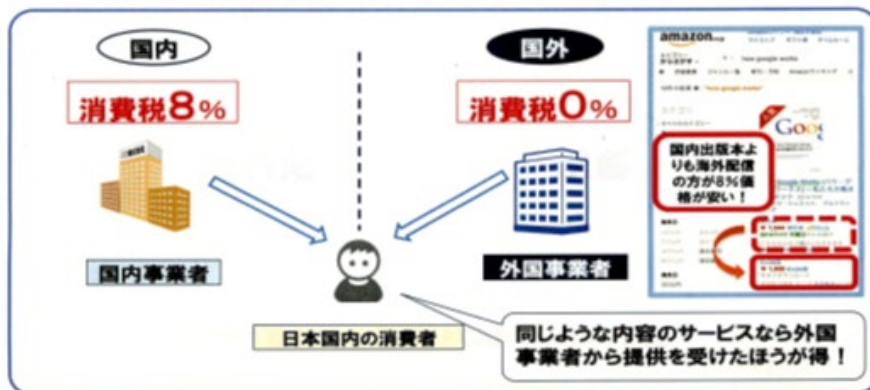 国内
国外
消費税8%
消費税0%
国内事業者
外国事業者
日本国内の消費者
同じような内容のサービスなら外国
事業者から提供を受けたほうが得！
amazon
how google works
国内出版本よ
りも海外配信
の方が8%価
格が安い！